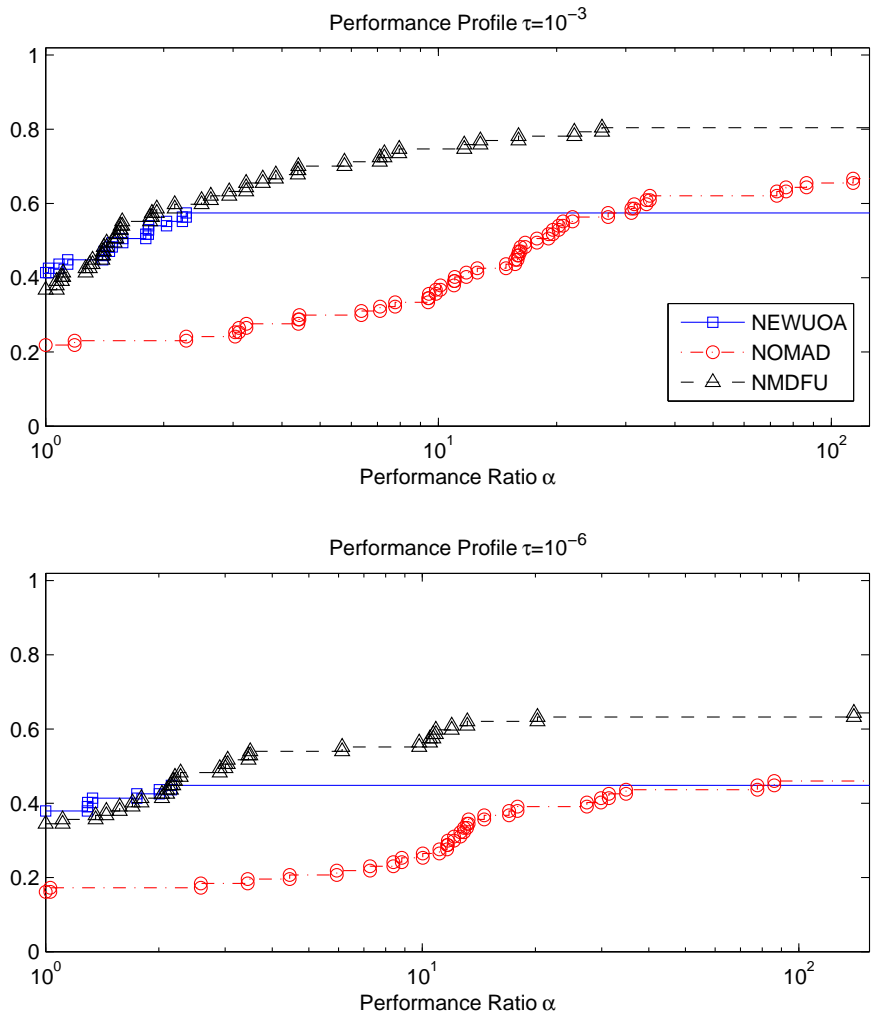 Performance Profile τ=10⁻³
1
0.8
0.6
0.4
0.2
0
NEWUOA
NOMAD
NMDFU
10⁰ 10¹ 10²
Performance Ratio α
Performance Profile τ=10⁻⁶
1
0.8
0.6
0.4
0.2
0
10⁰ 10¹ 10²
Performance Ratio α